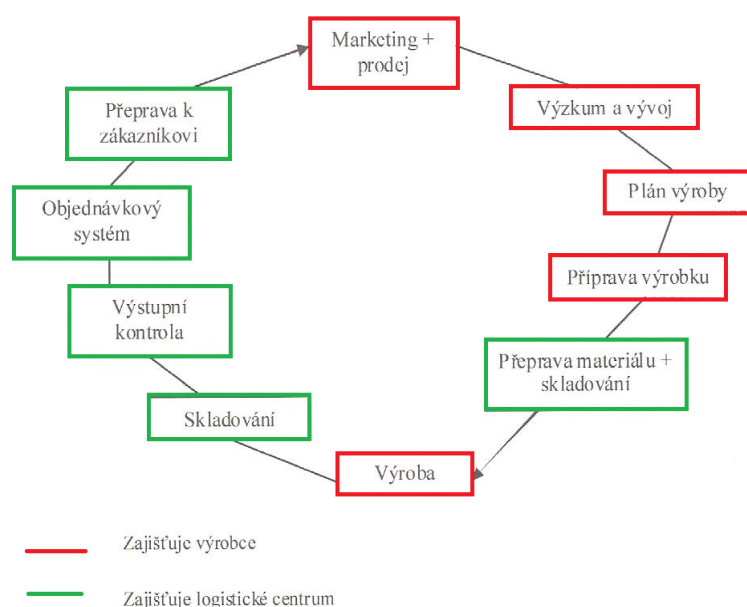 Marketing +
prodej
Výzkum a vývoj
Plán výroby
Příprava výrobku
Přeprava materiálu +
skladování
Výroba
Skladování
Výstupní
kontrola
Objednávkový
systém
Přeprava k
zákazníkovi
Zajišťuje výrobce
Zajišťuje logistické centrum